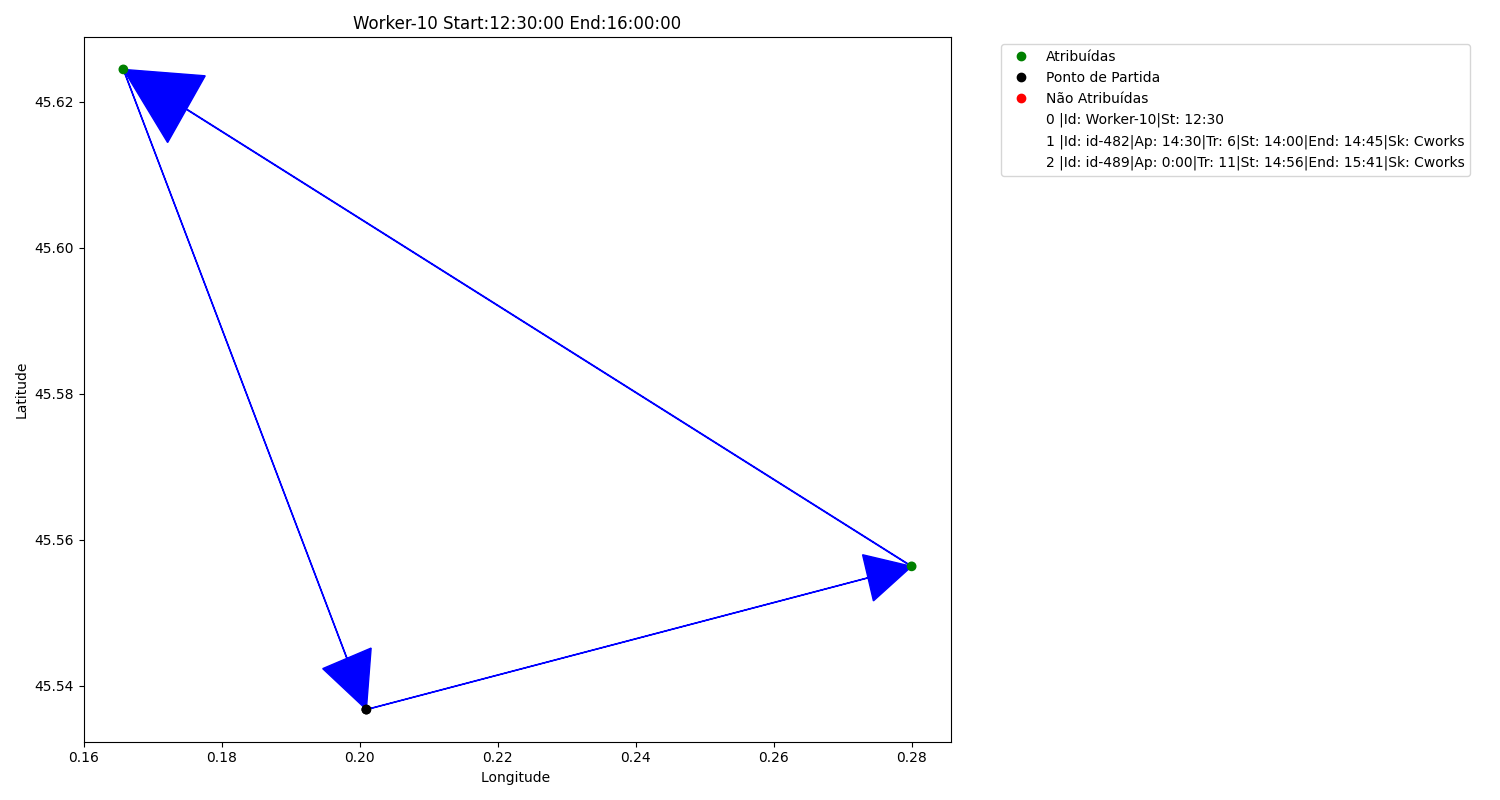 Worker-10 Start:12:30:00 End:16:00:00
Atribuídas
Ponto de Partida
Não Atribuídas
0 |Id: Worker-10|St: 12:30
1 |Id: id-482|Ap: 14:30|Tr: 6|St: 14:00|End: 14:45|Sk: Cworks
2 |Id: id-489|Ap: 0:00|Tr: 11|St: 14:56|End: 15:41|Sk: Cworks
Latitude
45.62
45.60
45.58
45.56
45.54
0.16 0.18 0.20 0.22 0.24 0.26 0.28
Longitude